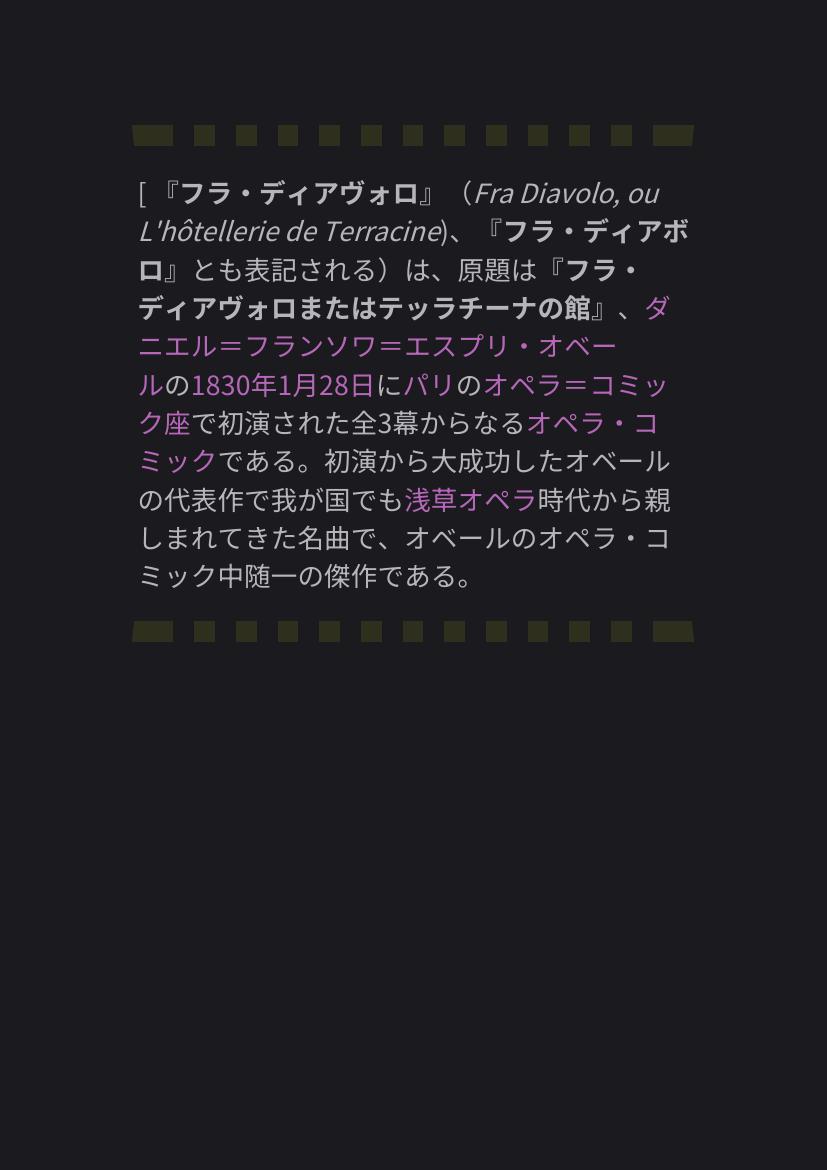 [ 『フラ・ディアヴォロ』（Fra Diavolo, ou
L'hôtellerie de Terracine)、『フラ・ディアボ
ロ』とも表記される）は、原題は『フラ・
ディアヴォロまたはテッラチーナの館』、ダ
ニエル＝フランソワ＝エスプリ・オベー
ルの1830年1月28日にパリのオペラ＝コミッ
ク座で初演された全3幕からなるオペラ・コ
ミックである。初演から大成功したオベール
の代表作で我が国でも浅草オペラ時代から親
しまれてきた名曲で、オベールのオペラ・コ
ミック中随一の傑作である。